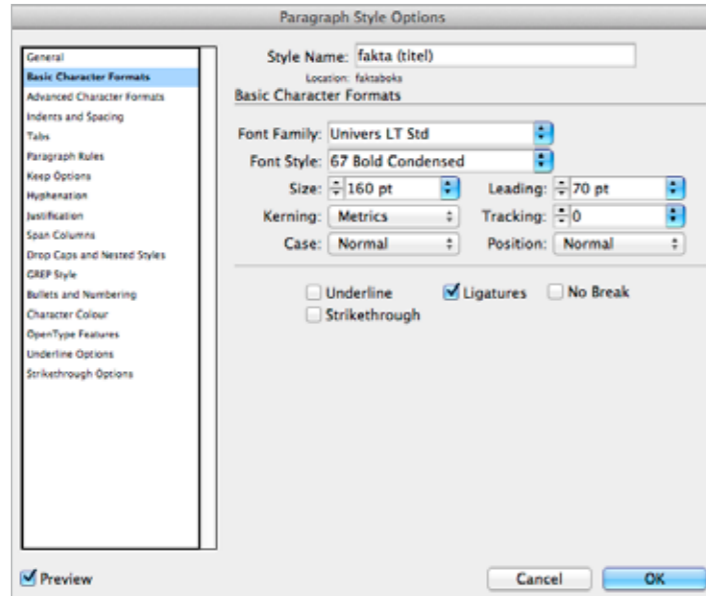 Paragraph Style Options
General
Basic Character Formats
Advanced Character Formats
Indents and Spacing
Tabs
Paragraph Rules
Keep Options
Hyphenation
Justification
Span Columns
Drop Caps and Nested Styles
GREP Style
Bullets and Numbering
Character Colour
OpenType Features
Underline Options
Strikethrough Options
Style Name: fakta (titel)
Location: faktaboks
Basic Character Formats
Font Family: Univers LT Std
Font Style: 67 Bold Condensed
Size: 160 pt Leading: 70 pt
Kerning: Metrics Tracking: 0
Case: Normal Position: Normal
Underline Ligatures No Break
Strikethrough
Preview Cancel OK